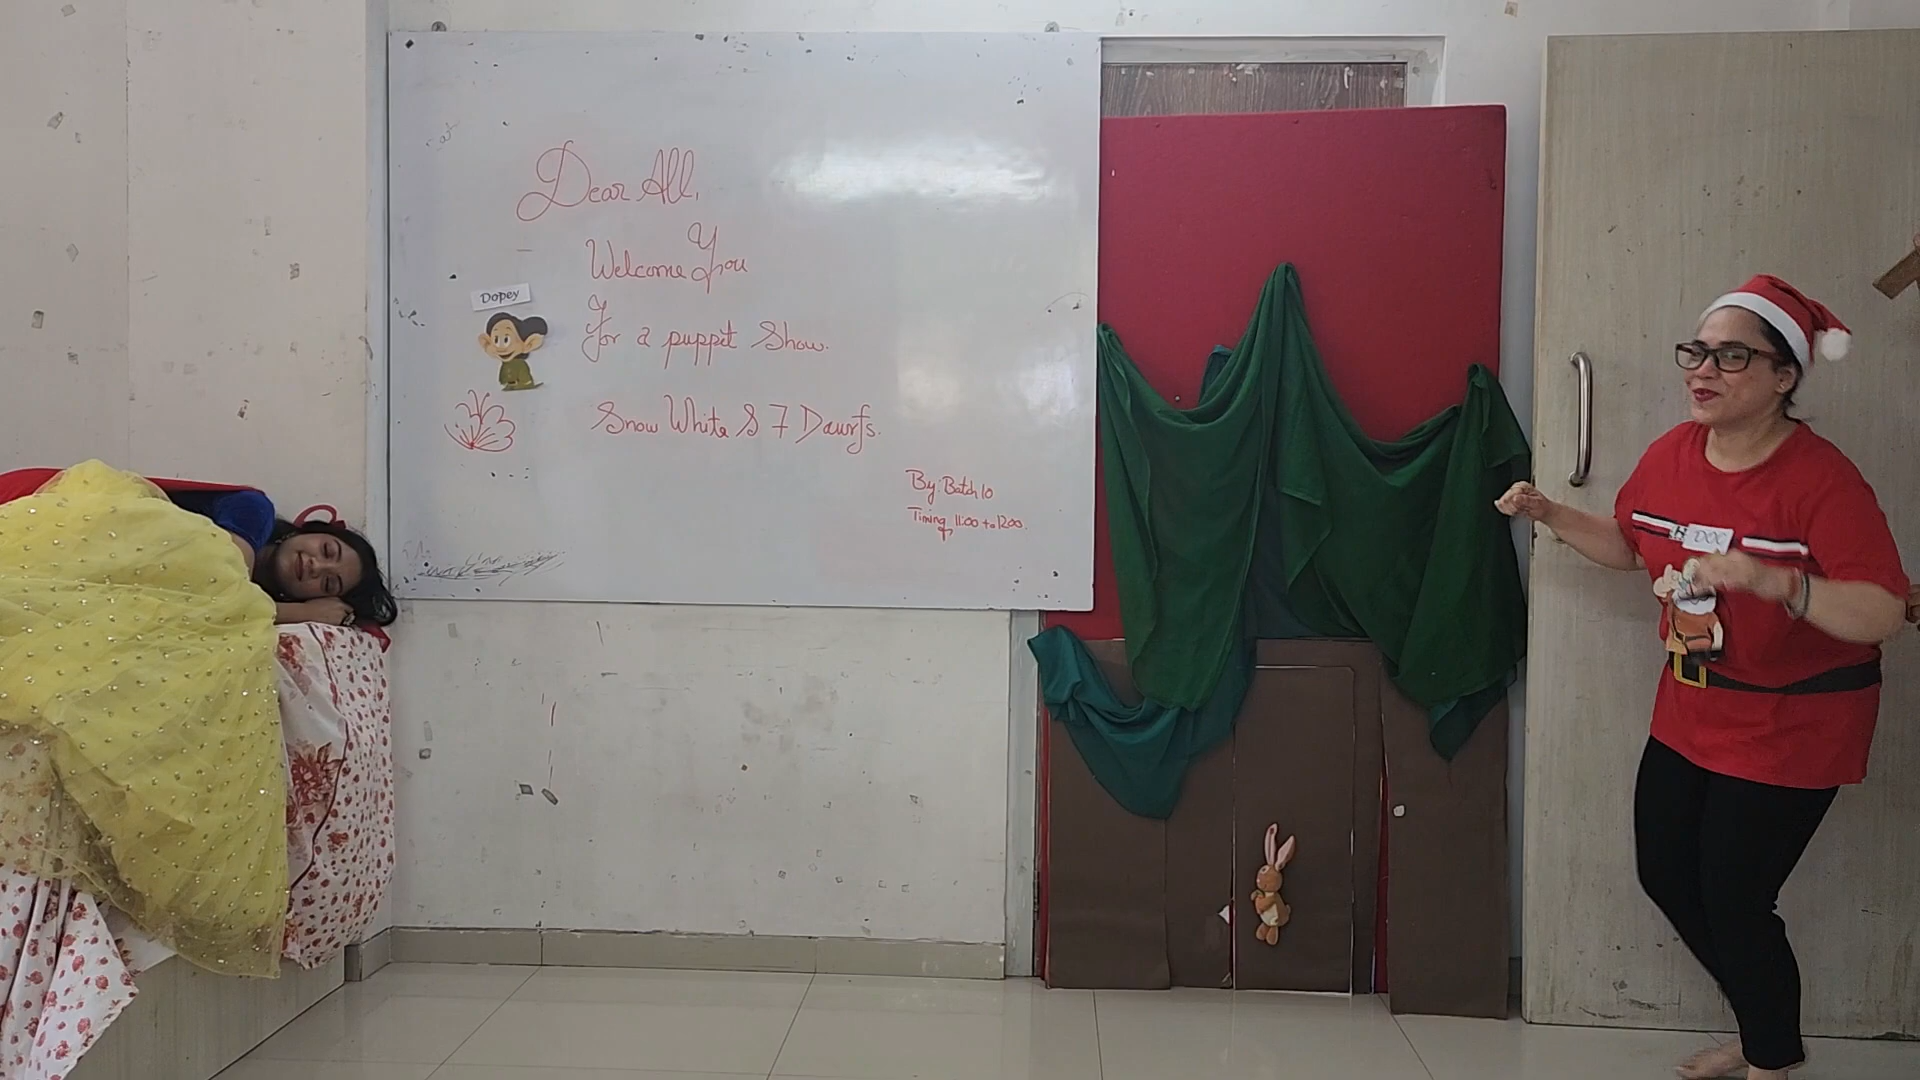 Dear All,
Welcome You
For a puppet Show.
Dopey
Snow White & 7 Dawrfs.
By: Batch 10
Timing 11:00 to 12:00.
DOC